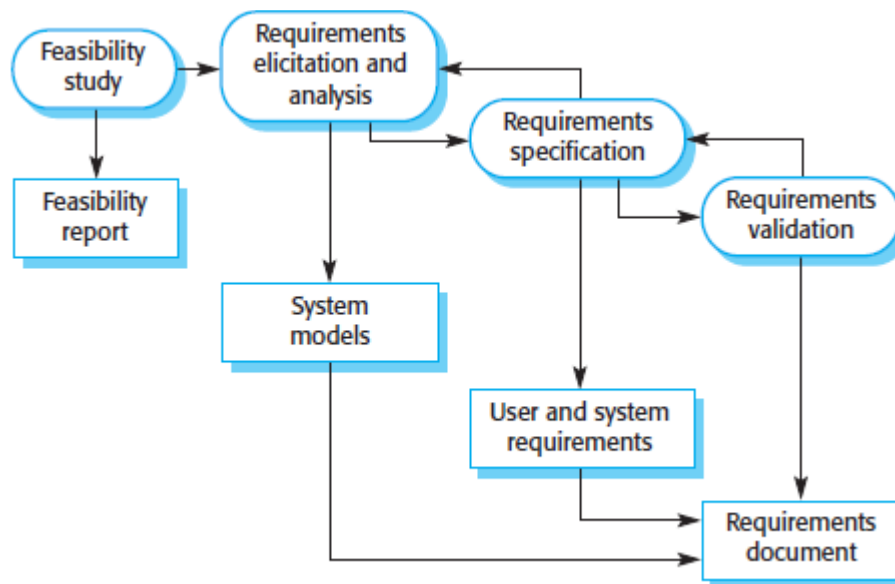 Feasibility
study
Requirements
elicitation and
analysis
Requirements
specification
Requirements
validation
Feasibility
report
System
models
User and system
requirements
Requirements
document